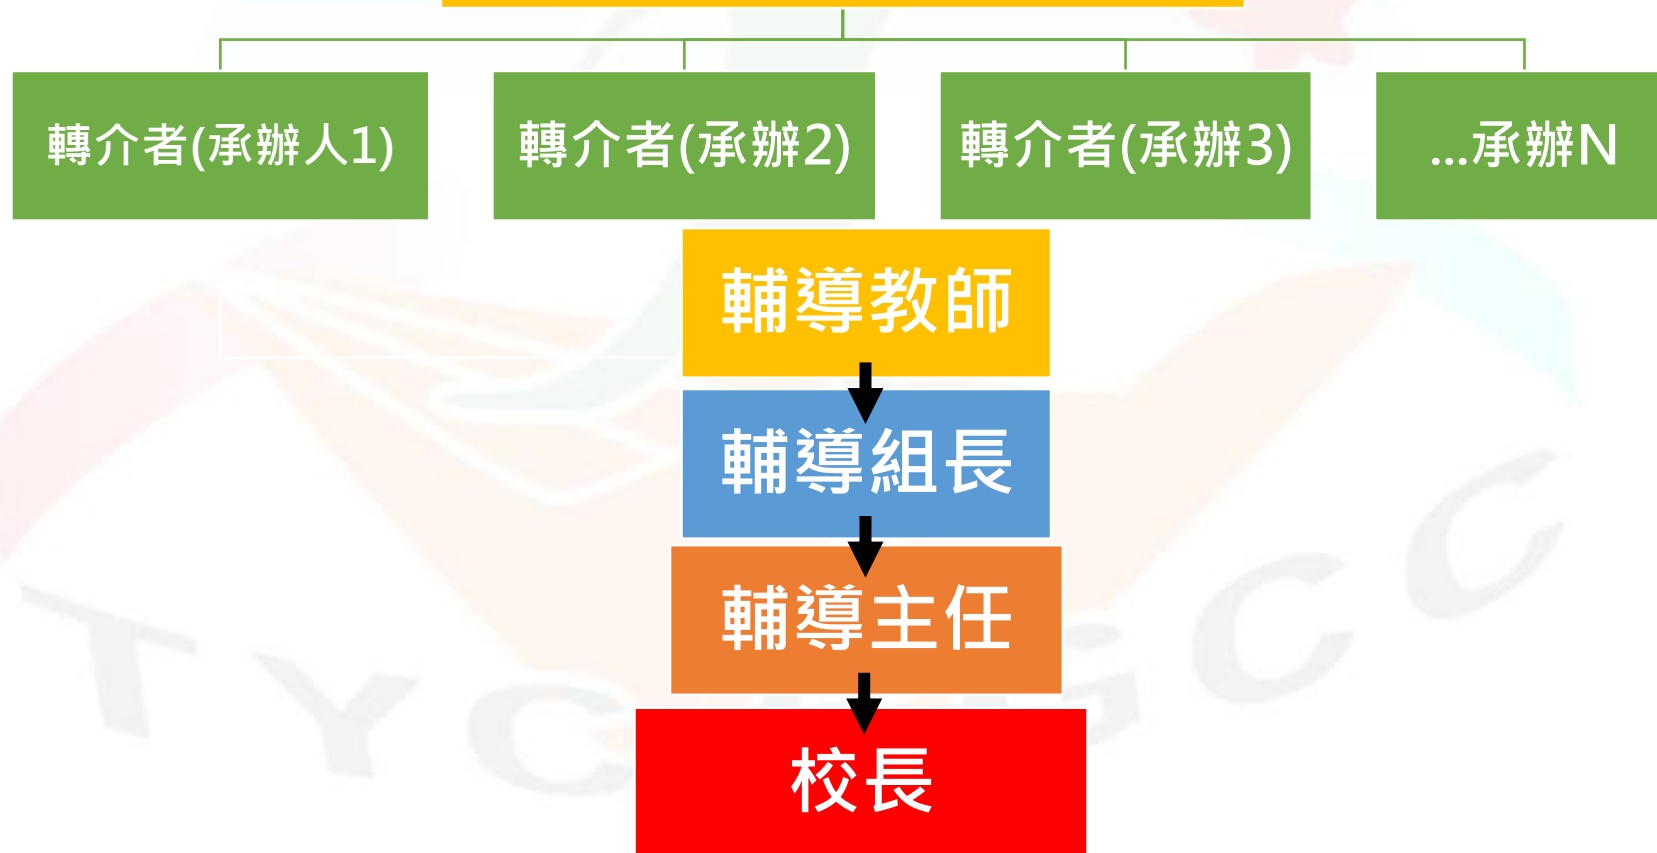 轉介者(承辦人1)
轉介者(承辦2)
轉介者(承辦3)
...承辦N
輔導教師
輔導組長
輔導主任
校長